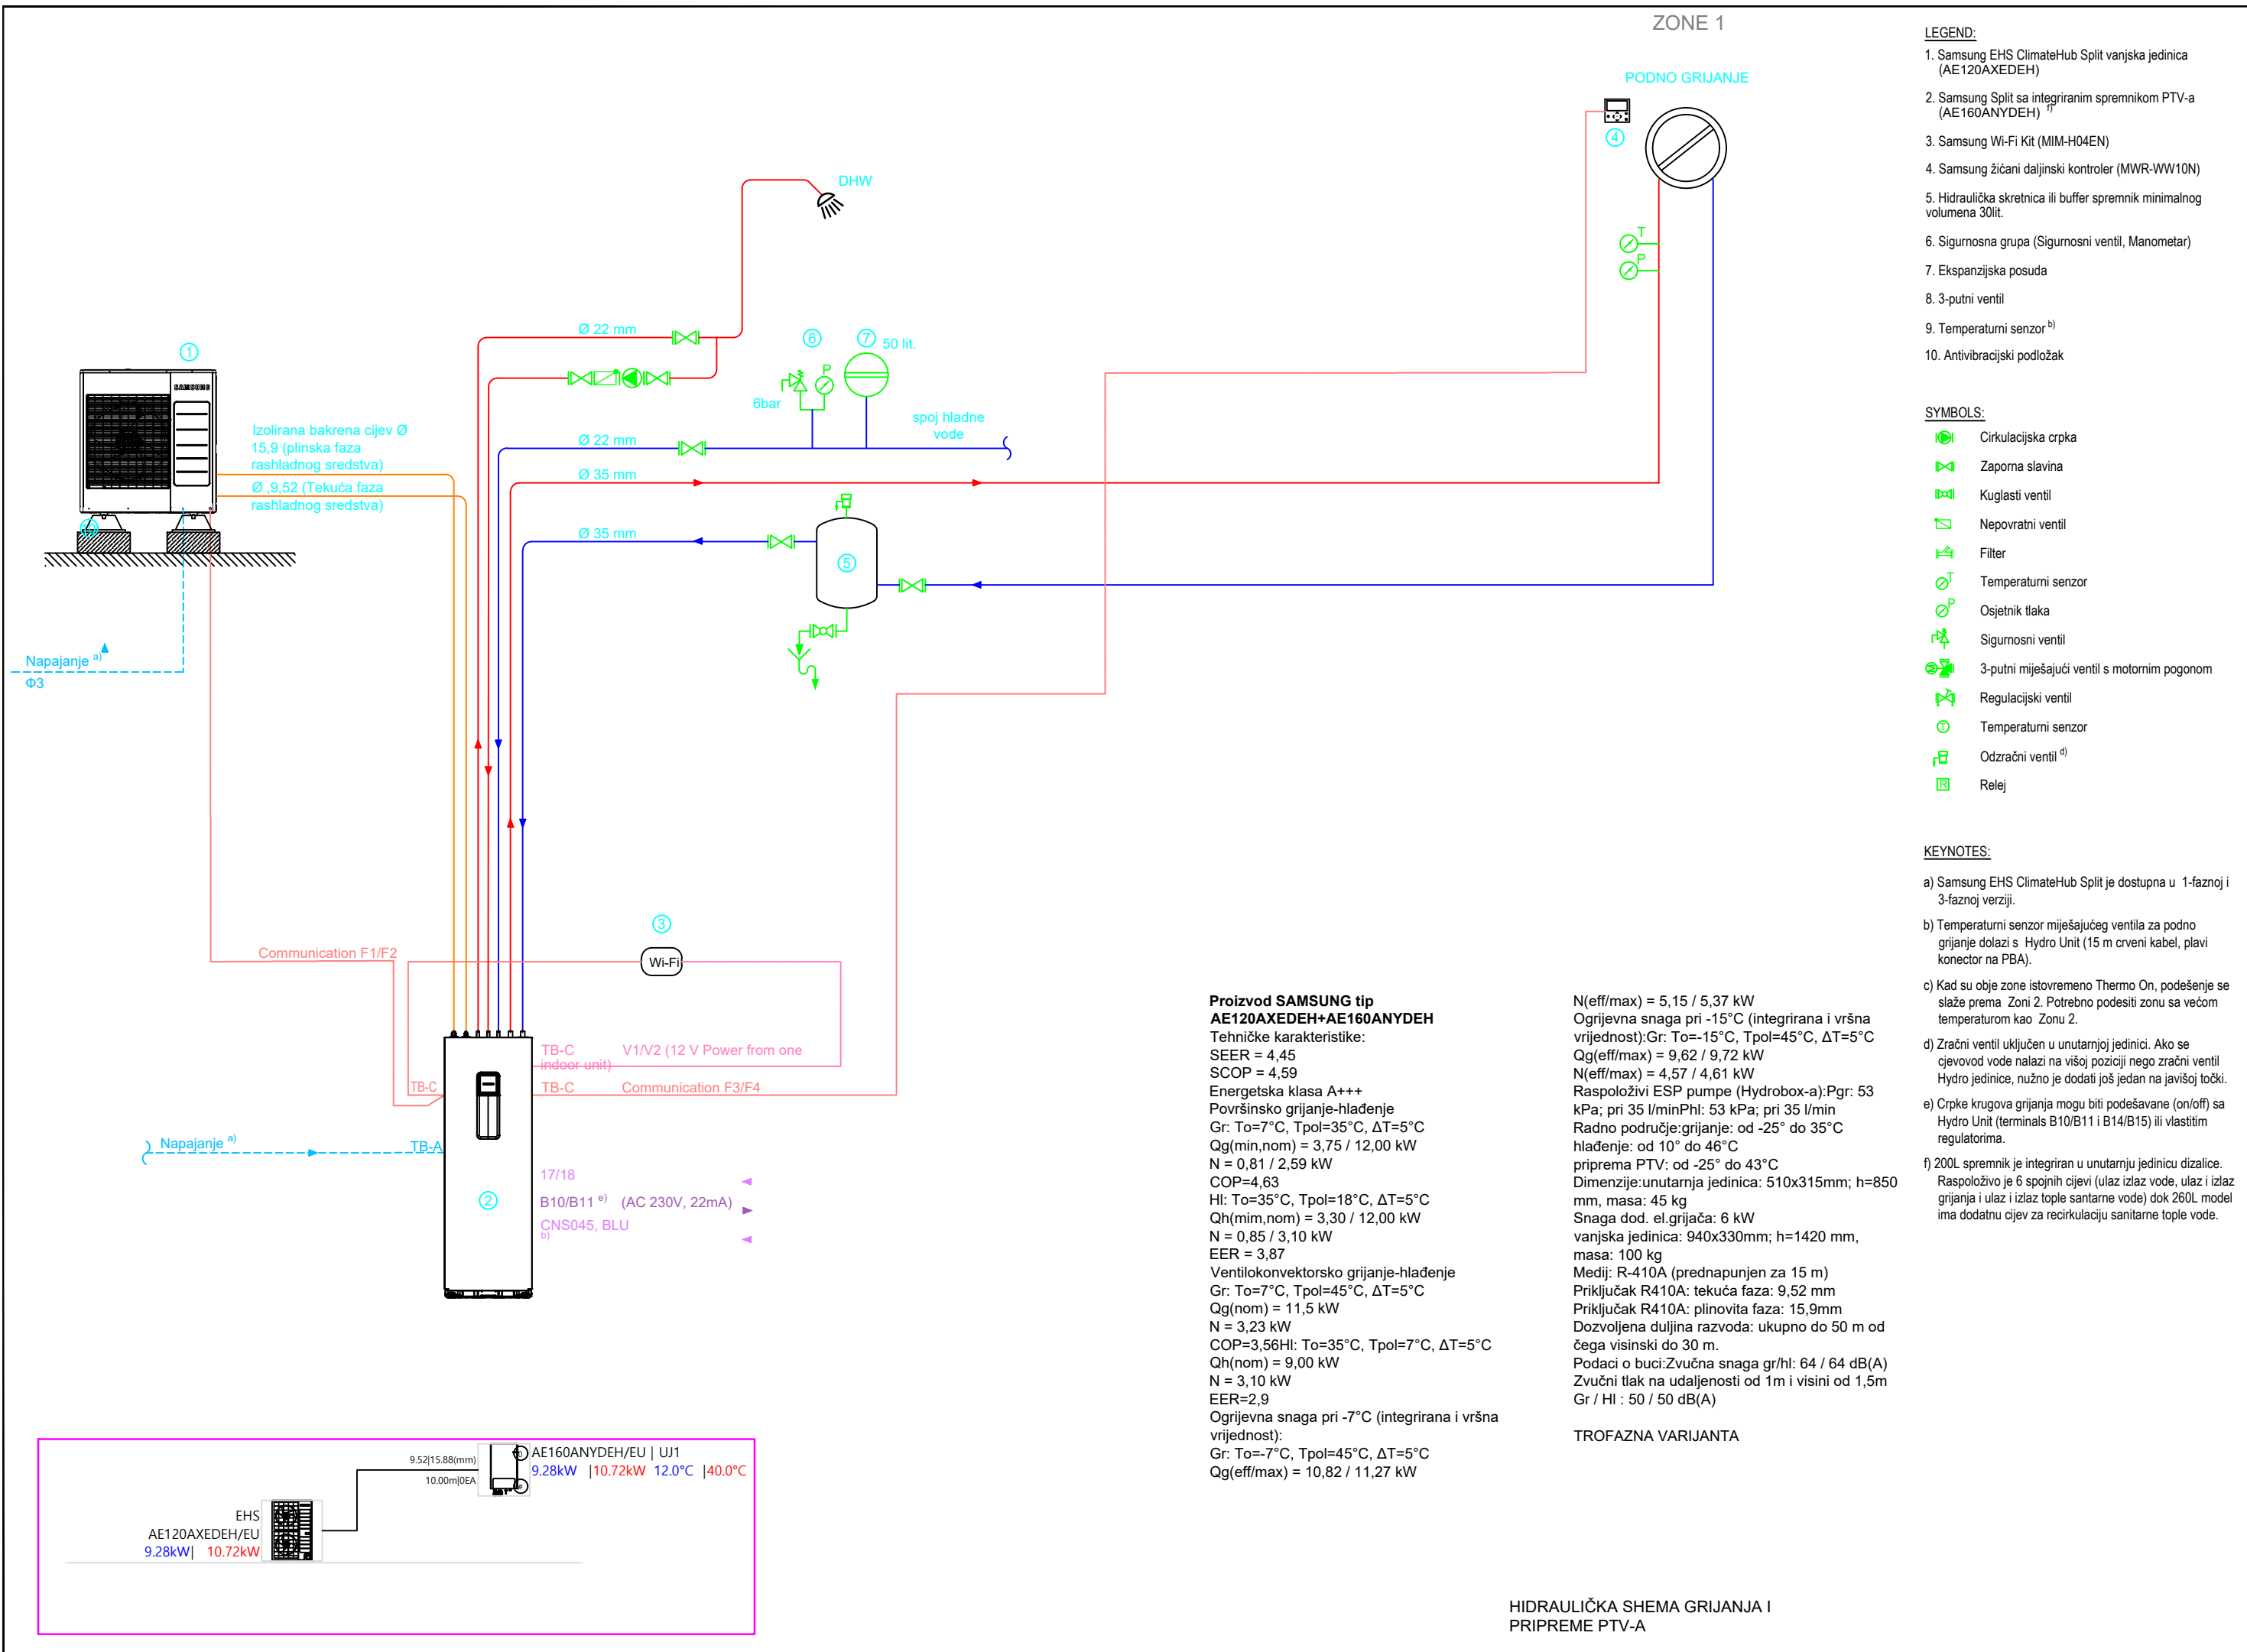 ZONE 1
PODNO GRIJANJE
4
DHW
T
P
1
SAMSUNG
Izolirana bakrena cijev Ø
15,9 (plinska faza
rashladnog sredstva)
Ø ,9,52 (Tekuća faza
rashladnog sredstva)
10
Napajanje a)
Φ3
Ø 22 mm
6
7
50 lit.
P
6bar
Ø 22 mm
spoj hladne
vode
Ø 35 mm
Ø 35 mm
5
Communication F1/F2
3
Wi-Fi
TB-C V1/V2 (12 V Power from one
indoor unit)
TB-C
TB-C Communication F3/F4
Napajanje a)
TB-A
2
17/18
B10/B11 e) (AC 230V, 22mA)
CNS045, BLU
b)
9.52|15.88(mm)
10.00m|0EA
AE160ANYDEH/EU | UJ1
9.28kW |10.72kW 12.0°C |40.0°C
EHS
AE120AXEDEH/EU
9.28kW| 10.72kW
Proizvod SAMSUNG tip
AE120AXEDEH+AE160ANYDEH
Tehničke karakteristike:
SEER = 4,45
SCOP = 4,59
Energetska klasa A+++
Površinsko grijanje-hlađenje
Gr: To=7°C, Tpol=35°C, ΔT=5°C
Qg(min,nom) = 3,75 / 12,00 kW
N = 0,81 / 2,59 kW
COP=4,63
Hl: To=35°C, Tpol=18°C, ΔT=5°C
Qh(mim,nom) = 3,30 / 12,00 kW
N = 0,85 / 3,10 kW
EER = 3,87
Ventilokonvektorsko grijanje-hlađenje
Gr: To=7°C, Tpol=45°C, ΔT=5°C
Qg(nom) = 11,5 kW
N = 3,23 kW
COP=3,56Hl: To=35°C, Tpol=7°C, ΔT=5°C
Qh(nom) = 9,00 kW
N = 3,10 kW
EER=2,9
Ogrijevna snaga pri -7°C (integrirana i vršna
vrijednost):
Gr: To=-7°C, Tpol=45°C, ΔT=5°C
Qg(eff/max) = 10,82 / 11,27 kW
N(eff/max) = 5,15 / 5,37 kW
Ogrijevna snaga pri -15°C (integrirana i vršna
vrijednost):Gr: To=-15°C, Tpol=45°C, ΔT=5°C
Qg(eff/max) = 9,62 / 9,72 kW
N(eff/max) = 4,57 / 4,61 kW
Raspoloživi ESP pumpe (Hydrobox-a):Pgr: 53
kPa; pri 35 l/minPhl: 53 kPa; pri 35 l/min
Radno područje:grijanje: od -25° do 35°C
hlađenje: od 10° do 46°C
priprema PTV: od -25° do 43°C
Dimenzije:unutarnja jedinica: 510x315mm; h=850
mm, masa: 45 kg
Snaga dod. el.grijača: 6 kW
vanjska jedinica: 940x330mm; h=1420 mm,
masa: 100 kg
Medij: R-410A (prednapunjen za 15 m)
Priključak R410A: tekuća faza: 9,52 mm
Priključak R410A: plinovita faza: 15,9mm
Dozvoljena duljina razvoda: ukupno do 50 m od
čega visinski do 30 m.
Podaci o buci:Zvučna snaga gr/hl: 64 / 64 dB(A)
Zvučni tlak na udaljenosti od 1m i visini od 1,5m
Gr / Hl : 50 / 50 dB(A)
TROFAZNA VARIJANTA
HIDRAULIČKA SHEMA GRIJANJA I
PRIPREME PTV-A
LEGEND:
1. Samsung EHS ClimateHub Split vanjska jedinica
(AE120AXEDEH)
2. Samsung Split sa integriranim spremnikom PTV-a
(AE160ANYDEH) f)
3. Samsung Wi-Fi Kit (MIM-H04EN)
4. Samsung žićani daljinski kontroler (MWR-WW10N)
5. Hidraulička skretnica ili buffer spremnik minimalnog
volumena 30lit.
6. Sigurnosna grupa (Sigurnosni ventil, Manometar)
7. Ekspanzijska posuda
8. 3-putni ventil
9. Temperaturni senzor b)
10. Antivibracijski podložak
SYMBOLS:
Cirkulacijska crpka
Zaporna slavina
Kuglasti ventil
Nepovratni ventil
Filter
T Temperaturni senzor
P Osjetnik tlaka
Sigurnosni ventil
M 3-putni miješajući ventil s motornim pogonom
Regulacijski ventil
T Temperaturni senzor
Odzračni ventil d)
R Relej
KEYNOTES:
a) Samsung EHS ClimateHub Split je dostupna u 1-faznoj i
3-faznoj verziji.
b) Temperaturni senzor miješajućeg ventila za podno
grijanje dolazi s Hydro Unit (15 m crveni kabel, plavi
konector na PBA).
c) Kad su obje zone istovremeno Thermo On, podešenje se
slaže prema Zoni 2. Potrebno podesiti zonu sa većom
temperaturom kao Zonu 2.
d) Zračni ventil uključen u unutarnjoj jedinici. Ako se
cjevovod vode nalazi na višoj poziciji nego zračni ventil
Hydro jedinice, nužno je dodati još jedan na javišoj točki.
e) Crpke krugova grijanja mogu biti podešavane (on/off) sa
Hydro Unit (terminals B10/B11 i B14/B15) ili vlastitim
regulatorima.
f) 200L spremnik je integriran u unutarnju jedinicu dizalice.
Raspoloživo je 6 spojnih cijevi (ulaz izlaz vode, ulaz i izlaz
grijanja i ulaz i izlaz tople santarne vode) dok 260L model
ima dodatnu cijev za recirkulaciju sanitarne tople vode.